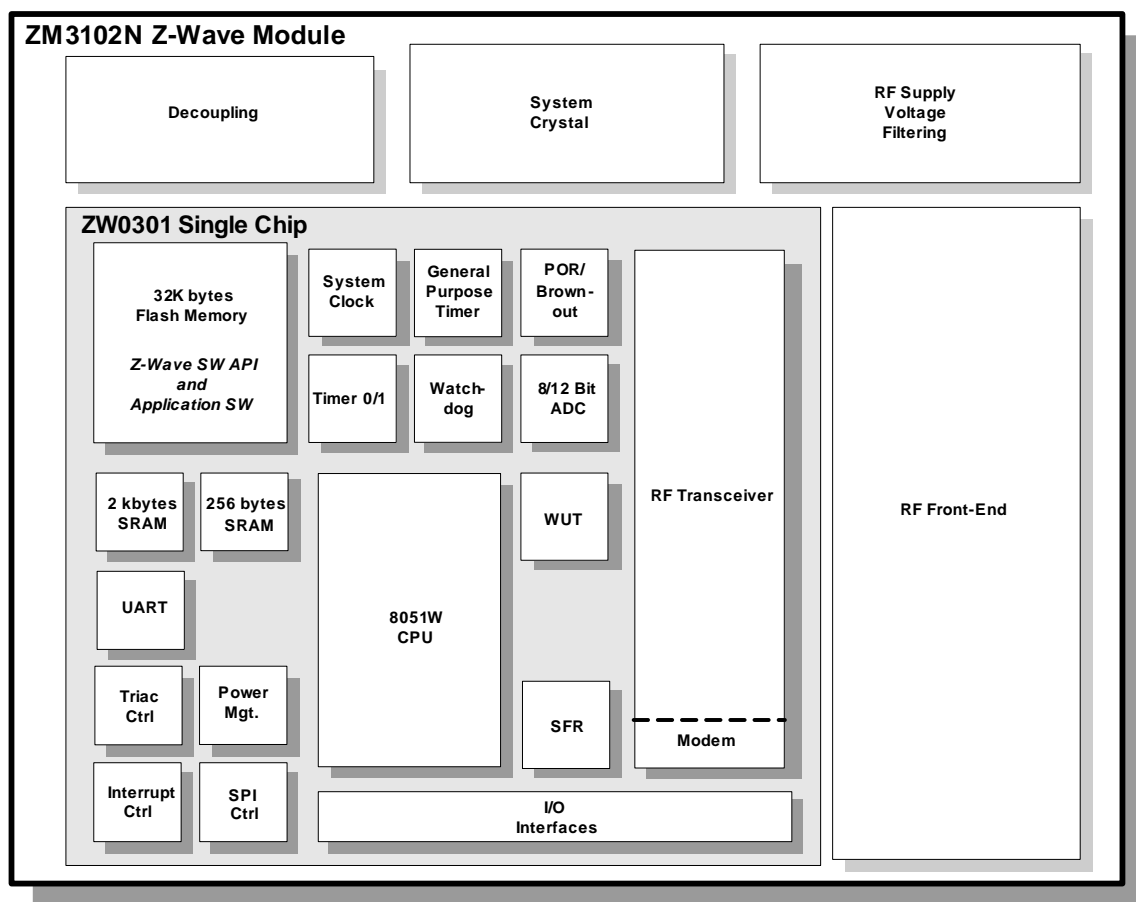 ZM3102N Z-Wave Module
Decoupling
System
Crystal
RF Supply
Voltage
Filtering
ZW0301 Single Chip
32K bytes
Flash Memory
Z-Wave SW API
and
Application SW
System
Clock
General
Purpose
Timer
POR/
Brown-
out
Timer 0/1
Watch-
dog
8/12 Bit
ADC
2 kbytes
SRAM
256 bytes
SRAM
8051W
CPU
WUT
RF Transceiver
RF Front-End
UART
Triac
Ctrl
Power
Mgt.
SFR
Modem
Interrupt
Ctrl
SPI
Ctrl
I/O
Interfaces